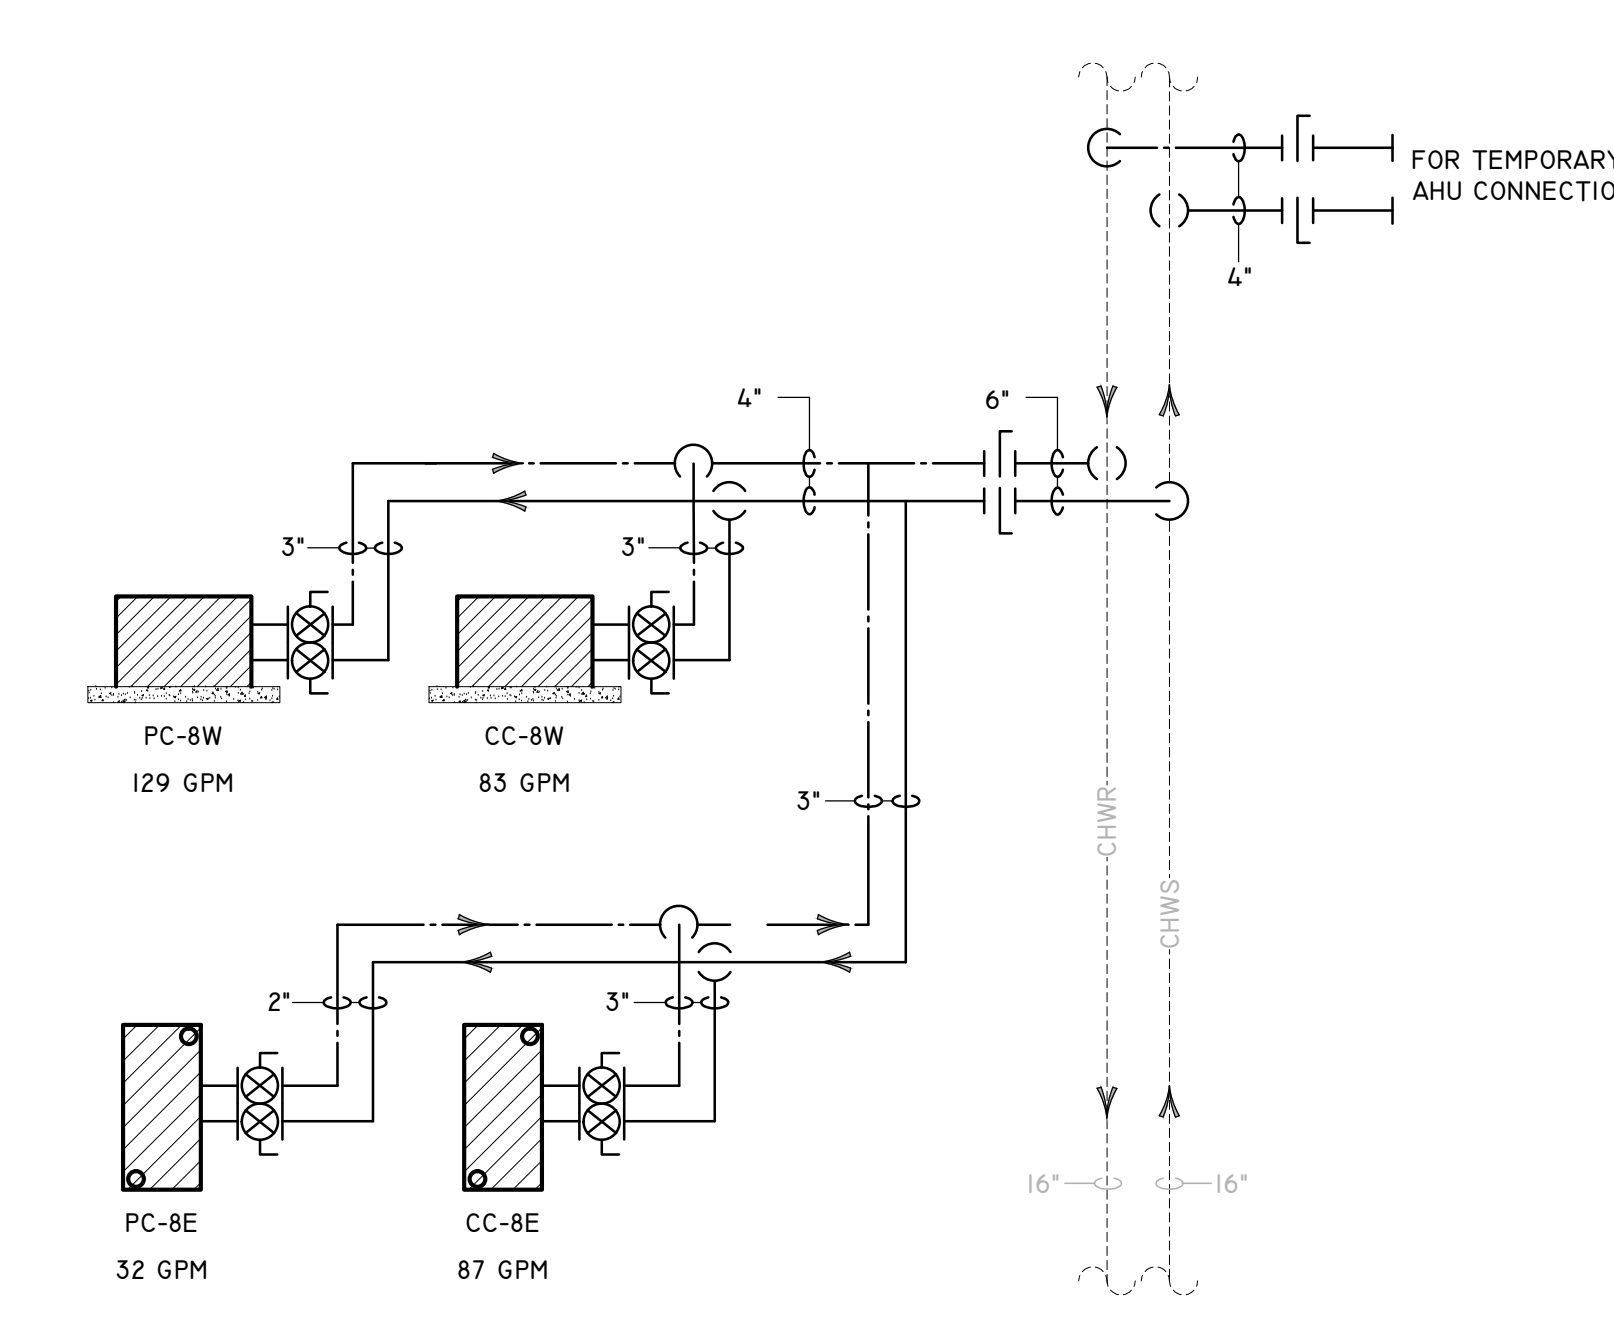 FOR TEMPORARY
AHU CONNECTIO
4"
4"
6"
3"
3"
PC-8W
129 GPM
CC-8W
83 GPM
3"
CHWR
CHWS
2"
3"
16"
16"
PC-8E
32 GPM
CC-8E
87 GPM